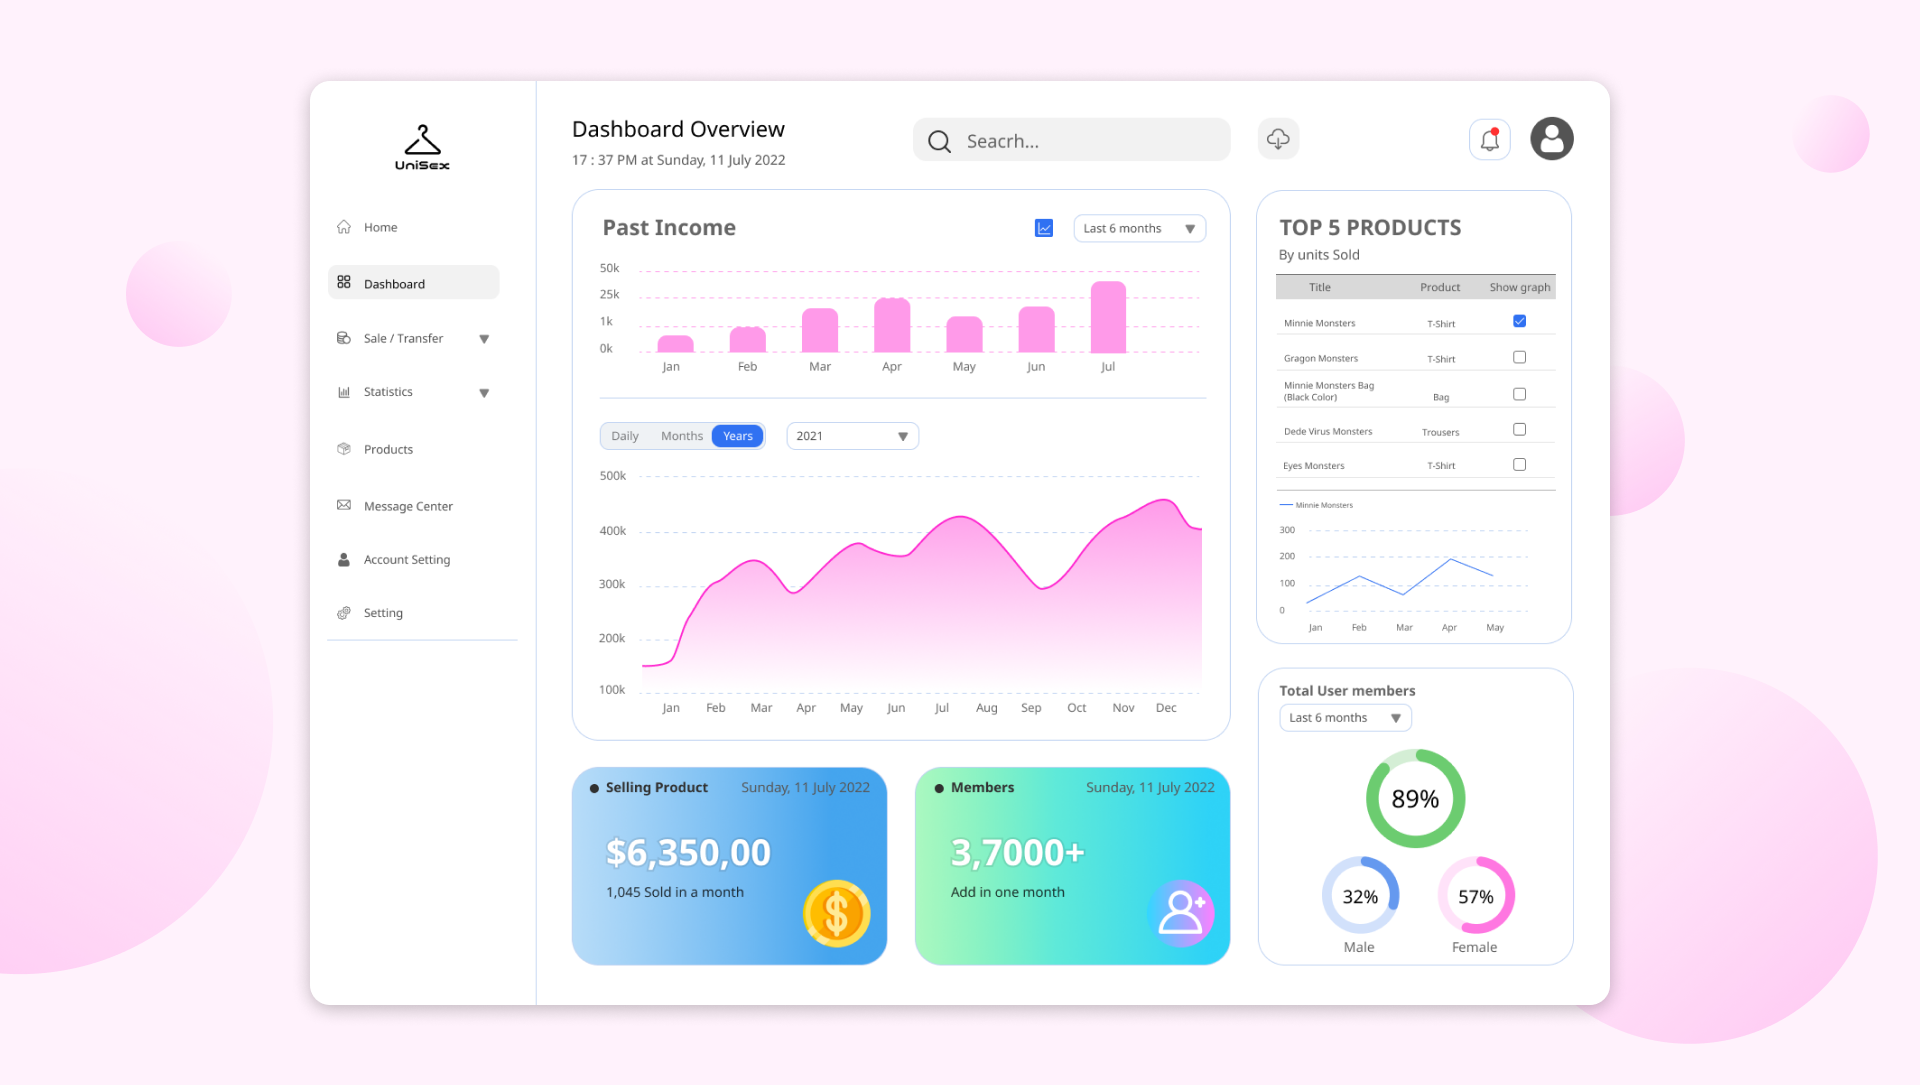 UniSex
Home
Dashboard
Sale / Transfer
Statistics
Products
Message Center
Account Setting
Setting
Dashboard Overview
17 : 37 PM at Sunday, 11 July 2022
Seacrh...
Past Income
Last 6 months
50k
25k
1k
0k
Jan Feb Mar Apr May Jun Jul
Daily Months Years
2021
500k
400k
300k
200k
100k
Jan Feb Mar Apr May Jun Jul Aug Sep Oct Nov Dec
TOP 5 PRODUCTS
By units Sold
Title Product Show graph
Minnie Monsters T-Shirt
Gragon Monsters T-Shirt
Minnie Monsters Bag
(Black Color) Bag
Dede Virus Monsters Trousers
Eyes Monsters T-Shirt
Minnie Monsters
300
200
100
0
Jan Feb Mar Apr May
Selling Product Sunday, 11 July 2022
$6,350,00
1,045 Sold in a month
Members Sunday, 11 July 2022
3,7000+
Add in one month
Total User members
Last 6 months
89%
32% 57%
Male Female